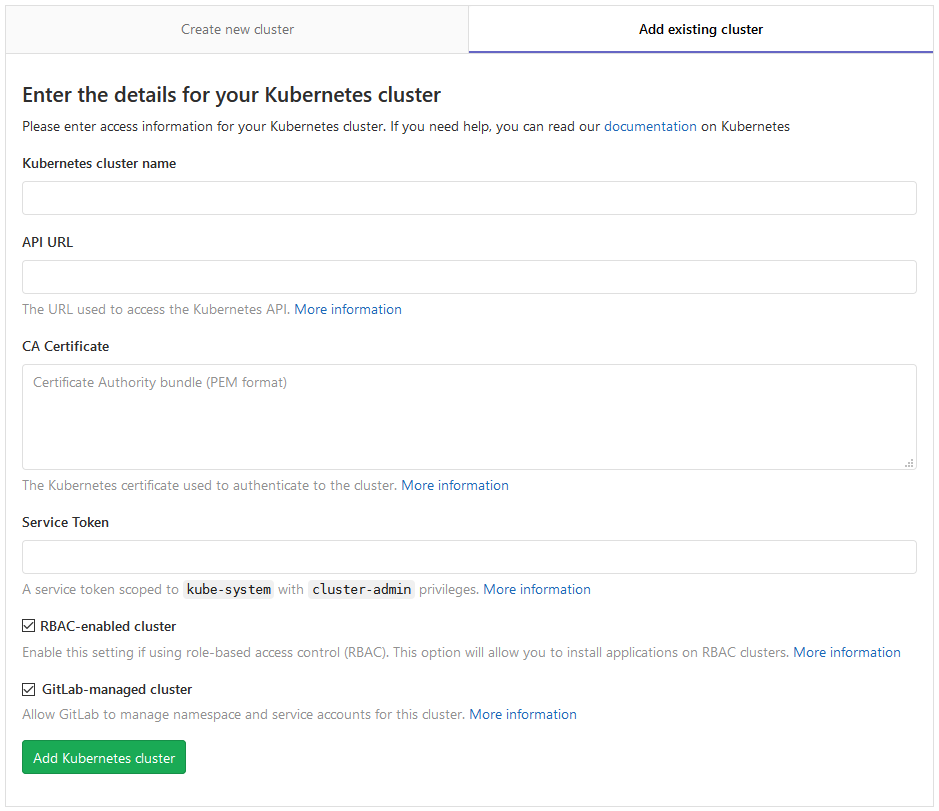 Create new cluster
Add existing cluster
Enter the details for your Kubernetes cluster
Please enter access information for your Kubernetes cluster. If you need help, you can read our documentation on Kubernetes
Kubernetes cluster name
API URL
The URL used to access the Kubernetes API. More information
CA Certificate
Certificate Authority bundle (PEM format)
The Kubernetes certificate used to authenticate to the cluster. More information
Service Token
A service token scoped to kube-system with cluster-admin privileges. More information
RBAC-enabled cluster
Enable this setting if using role-based access control (RBAC). This option will allow you to install applications on RBAC clusters. More information
GitLab-managed cluster
Allow GitLab to manage namespace and service accounts for this cluster. More information
Add Kubernetes cluster